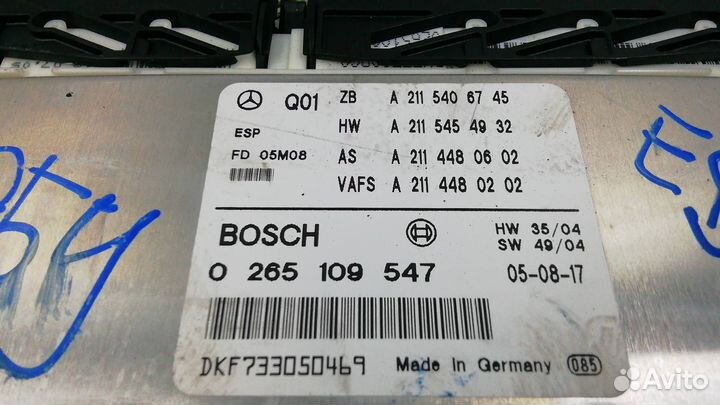 Q01 ZB A 211 540 67 45
ESP HW A 211 545 49 32
FD 05M08 AS A 211 448 06 02
VAFS A 211 448 02 02
BOSCH HW 35/04
SW 49/04
0 265 109 547 05-08-17
DKF733050469 Made in Germany 085
Avito